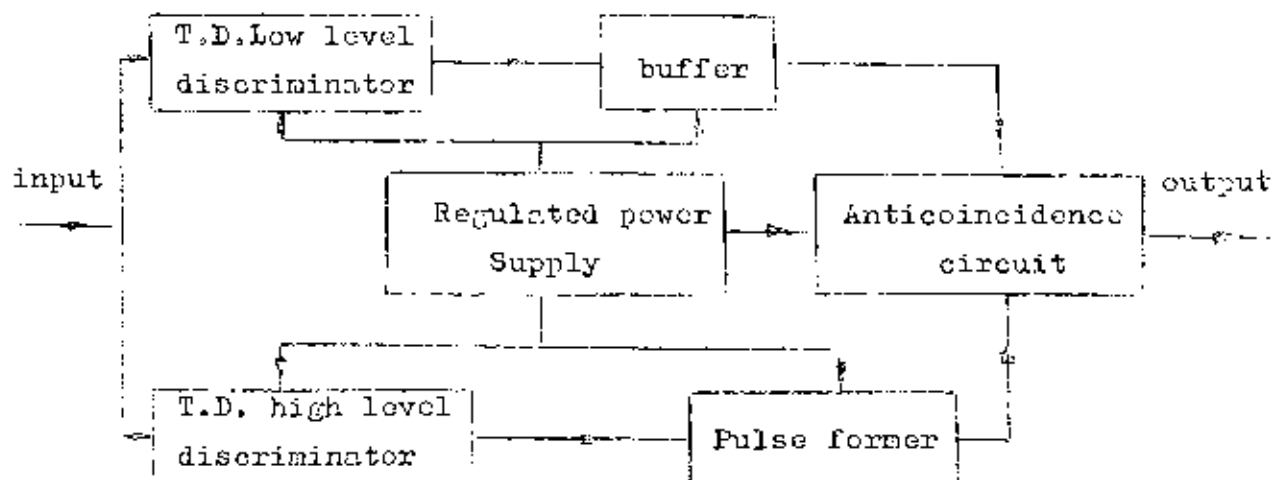 T.D.Low level
discriminator
buffer
input
Regulated power
Supply
Anticoincidence
circuit
output
T.D. high level
discriminator
Pulse former